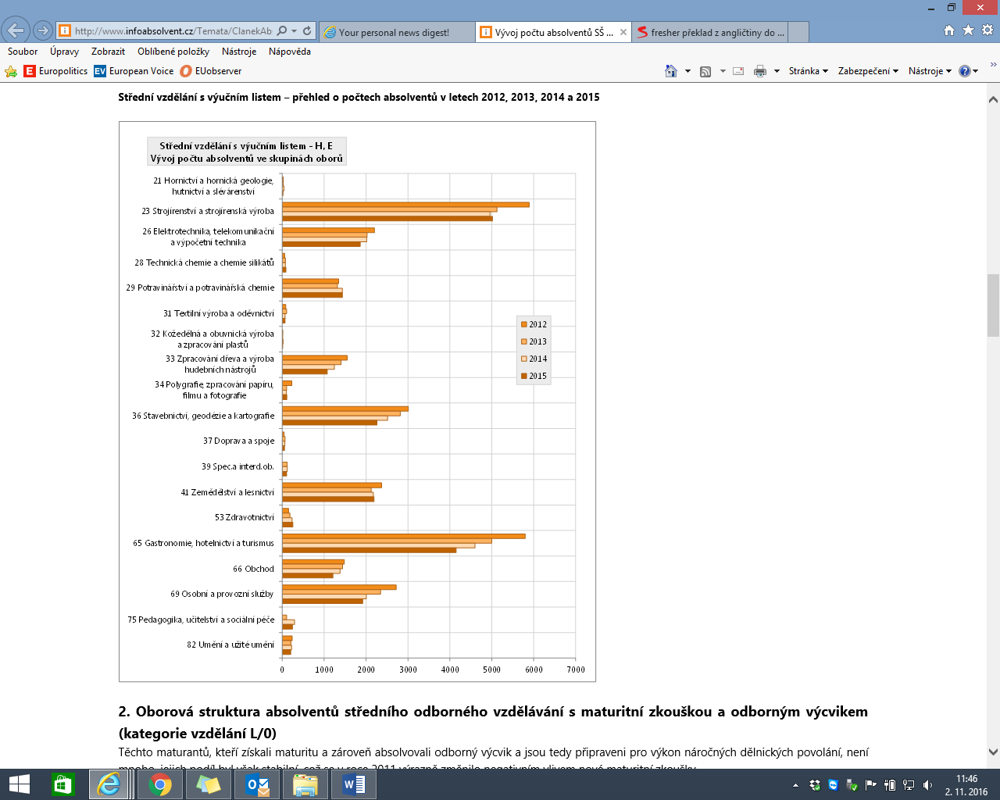 http://www.infoabsolvent.cz/Temata/ClanekAb
Your personal news digest!
Vývoj počtu absolventů SŠ ...
fresher překlad z angličtiny do ...
Soubor Úpravy Zobrazit Oblíbené položky Nástroje Nápověda
Europolitics EV European Voice EUobserver Stránka Zabezpečení Nástroje
Střední vzdělání s výučním listem – přehled o počtech absolventů v letech 2012, 2013, 2014 a 2015
Střední vzdělání s výučním listem - H, E
Vývoj počtu absolventů ve skupinách oborů
21 Hornictví a hornická geologie,
hutnictví a slévárenství
23 Strojírenství a strojírenská výroba
26 Elektrotechnika, telekomunikační
a výpočetní technika
28 Technická chemie a chemie silikátů
29 Potravinářství a potravinářská chemie
31 Textilní výroba a oděvnictví
32 Kožedělná a obuvnická výroba
a zpracování plastů
33 Zpracování dřeva a výroba
hudebních nástrojů
34 Polygrafie, zpracování papíru,
filmu a fotografie
36 Stavebnictví, geodézie a kartografie
37 Doprava a spoje
39 Spec.a interd.ob.
41 Zemědělství a lesnictví
53 Zdravotnictví
65 Gastronomie, hotelnictví a turismus
66 Obchod
69 Osobní a provozní služby
75 Pedagogika, učitelství a sociální péče
82 Umění a užité umění
0 1000 2000 3000 4000 5000 6000 7000
2012
2013
2014
2015
2. Oborová struktura absolventů středního odborného vzdělávání s maturitní zkouškou a odborným výcvikem
(kategorie vzdělání L/0)
Těchto maturantů, kteří získali maturitu a zároveň absolvovali odborný výcvik a jsou tedy připraveni pro výkon náročných dělnických povolání, není
mnoho, jejich podíl byl však stabilní, což se v roce 2011 výrazně změnilo negativním vlivem nové maturitní zkoušky.
11:46
2. 11. 2016